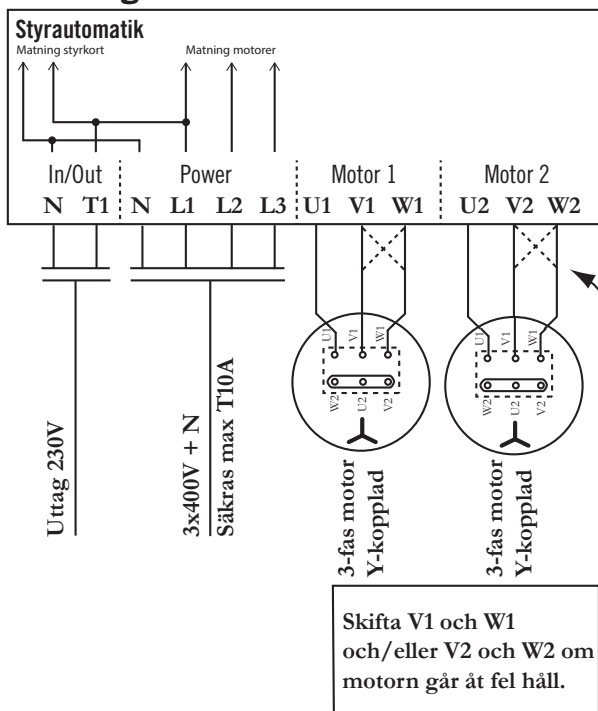 Styrautomatik
Matning styrkort Matning motorer
In/Out Power Motor 1 Motor 2
N T1 N L1 L2 L3 U1 V1 W1 U2 V2 W2
U1 V1 W1 U1 V1 W1
W2 U2 V2 W2 U2 V2
Uttag 230V
3x400V + N
Säkras max T10A
3-fas motor
Y-kopplad
3-fas motor
Y-kopplad
Skifta V1 och W1
och/eller V2 och W2 om
motorn går åt fel håll.